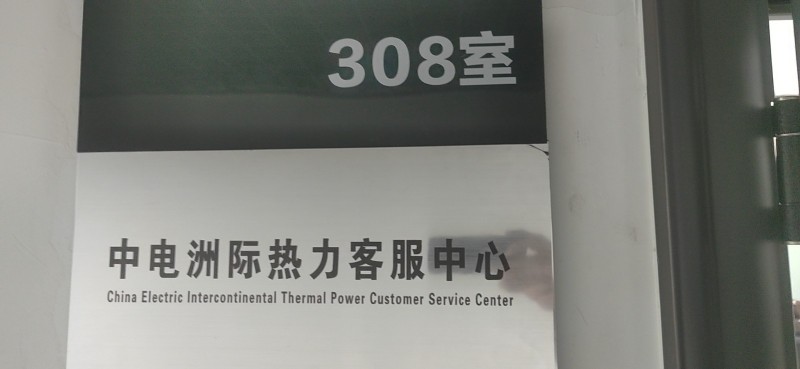 308室
中电洲际热力客服中心
China Electric Intercontinental Thermal Power Customer Service Center